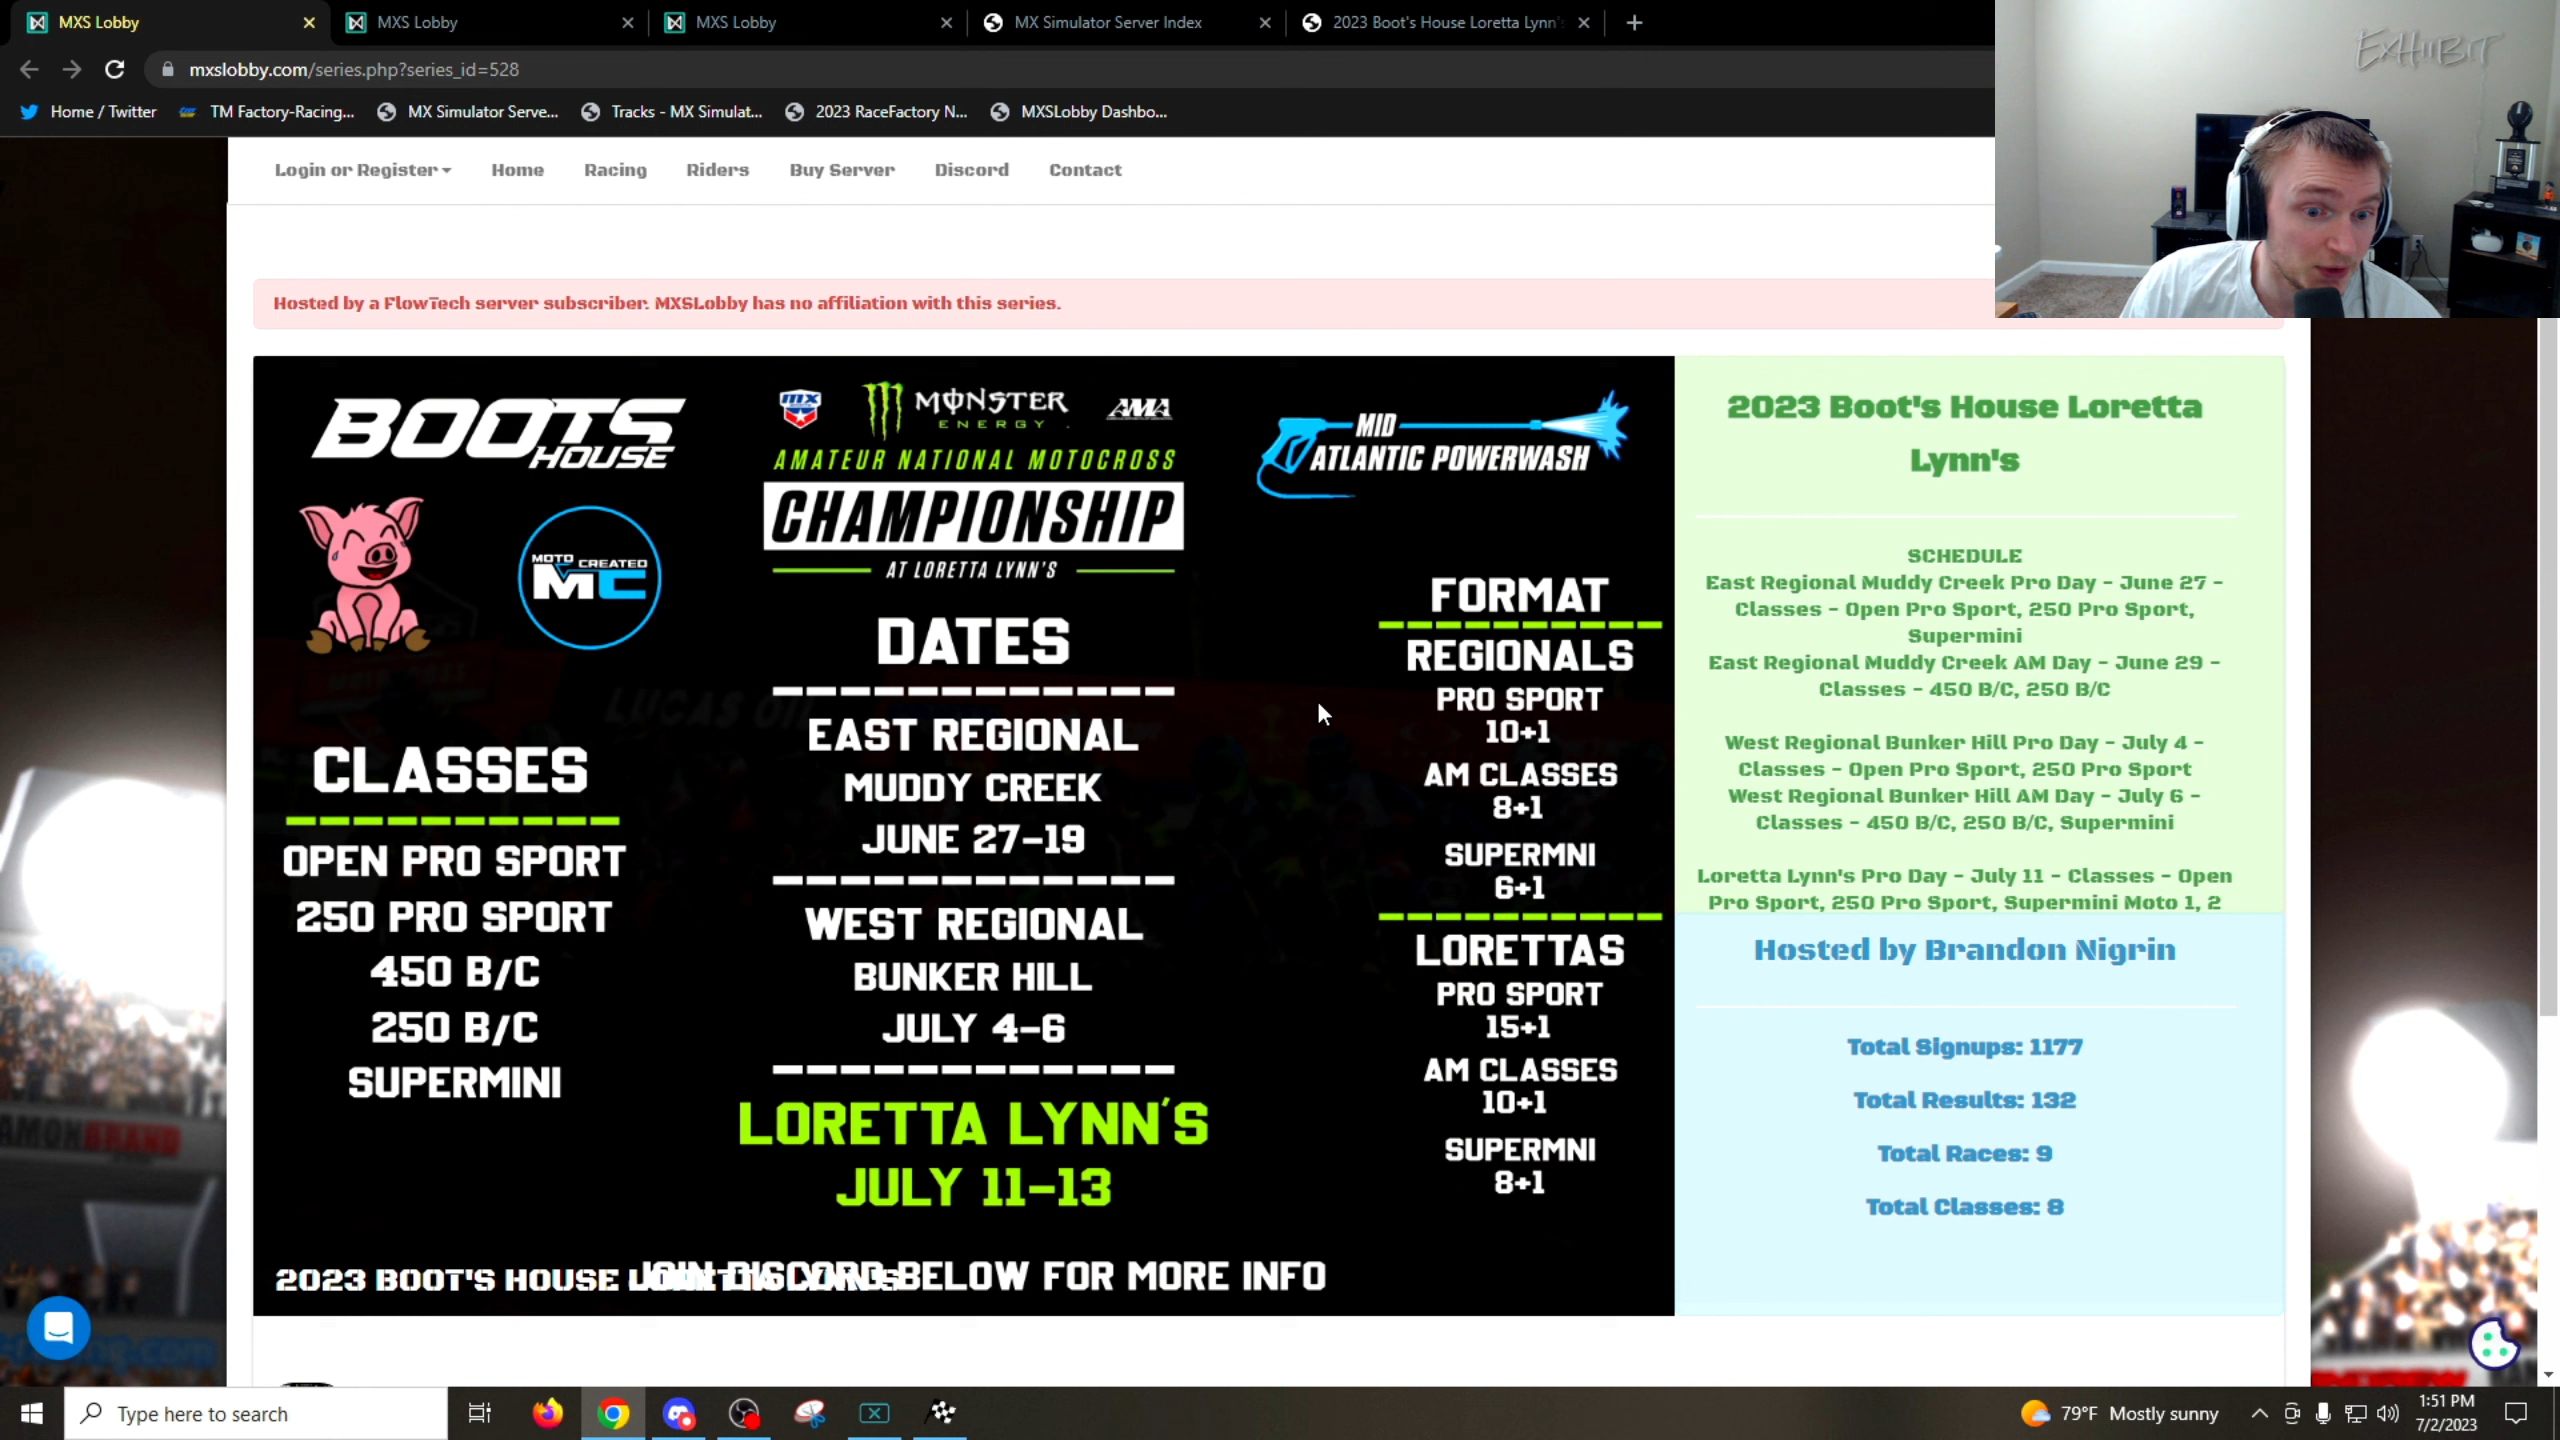 MXS Lobby
MXS Lobby
MXS Lobby
MX Simulator Server Index
2023 Boot's House Loretta Lynn'
mxslobby.com/series.php?series_id=528
Home / Twitter
TM Factory-Racing...
MX Simulator Serve...
Tracks - MX Simulat...
2023 RaceFactory N...
MXSLobby Dashbo...
EXHIIBIT
Login or Register
Home
Racing
Riders
Buy Server
Discord
Contact
Hosted by a FlowTech server subscriber. MXSLobby has no affiliation with this series.
BOOTS
HOUSE
MOTO CREATED
MC
CLASSES
OPEN PRO SPORT
250 PRO SPORT
450 B/C
250 B/C
SUPERMINI
MX
MONSTER
ENERGY
AMA
AMATEUR NATIONAL MOTOCROSS
CHAMPIONSHIP
AT LORETTA LYNN'S
DATES
EAST REGIONAL
MUDDY CREEK
JUNE 27-19
WEST REGIONAL
BUNKER HILL
JULY 4-6
LORETTA LYNN'S
JULY 11-13
MID
ATLANTIC POWERWASH
FORMAT
REGIONALS
PRO SPORT
10+1
AM CLASSES
8+1
SUPERMNI
6+1
LORETTAS
PRO SPORT
15+1
AM CLASSES
10+1
SUPERMNI
8+1
2023 BOOT'S HOUSE LORETTA LYNN'S
JOIN DISCORD BELOW FOR MORE INFO
LUCAS OIL
2023 Boot's House Loretta
Lynn's
SCHEDULE
East Regional Muddy Creek Pro Day - June 27 -
Classes - Open Pro Sport, 250 Pro Sport,
Supermini
East Regional Muddy Creek AM Day - June 29 -
Classes - 450 B/C, 250 B/C
West Regional Bunker Hill Pro Day - July 4 -
Classes - Open Pro Sport, 250 Pro Sport
West Regional Bunker Hill AM Day - July 6 -
Classes - 450 B/C, 250 B/C, Supermini
Loretta Lynn's Pro Day - July 11 - Classes - Open
Pro Sport, 250 Pro Sport, Supermini Moto 1, 2
Hosted by Brandon Nigrin
Total Signups: 1177
Total Results: 132
Total Races: 9
Total Classes: 8
Type here to search
79°F Mostly sunny
1:51 PM
7/2/2023